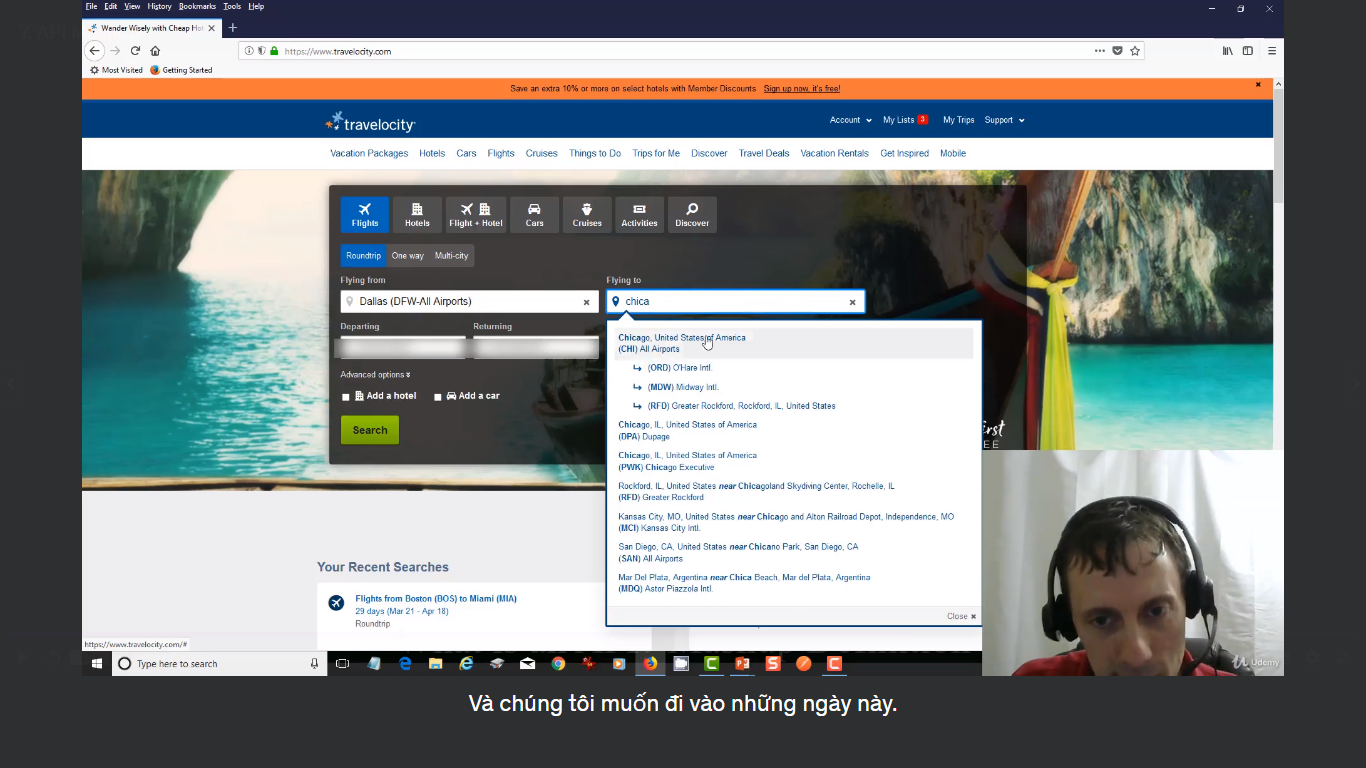 File Edit View History Bookmarks Tools Help
Wander Wisely with Cheap Hot
https://www.travelocity.com
Most Visited Getting Started
Save an extra 10% or more on select hotels with Member Discounts Sign up now, it's free!
travelocity
Account My Lists 3 My Trips Support
Vacation Packages Hotels Cars Flights Cruises Things to Do Trips for Me Discover Travel Deals Vacation Rentals Get Inspired Mobile
Flights Hotels Flight + Hotel Cars Cruises Activities Discover
Roundtrip One way Multi-city
Flying from Flying to
Dallas (DFW-All Airports) chica
Departing Returning
Advanced options
Add a hotel Add a car
Search
Chicago, United States of America
(CHI) All Airports
(ORD) O'Hare Intl.
(MDW) Midway Intl.
(RFD) Greater Rockford, Rockford, IL, United States
Chicago, IL, United States of America
(DPA) Dupage
Chicago, IL, United States of America
(PWK) Chicago Executive
Rockford, IL, United States near Chicagoland Skydiving Center, Rochelle, IL
(RFD) Greater Rockford
Kansas City, MO, United States near Chicago and Alton Railroad Depot, Independence, MO
(MCI) Kansas City Intl.
San Diego, CA, United States near Chicano Park, San Diego, CA
(SAN) All Airports
Mar Del Plata, Argentina near Chica Beach, Mar del Plata, Argentina
(MDQ) Astor Piazzola Intl.
Close
Your Recent Searches
Flights from Boston (BOS) to Miami (MIA)
29 days (Mar 21 - Apr 18)
Roundtrip
https://www.travelocity.com/#
Type here to search
Udemy
Và chúng tôi muốn đi vào những ngày này.